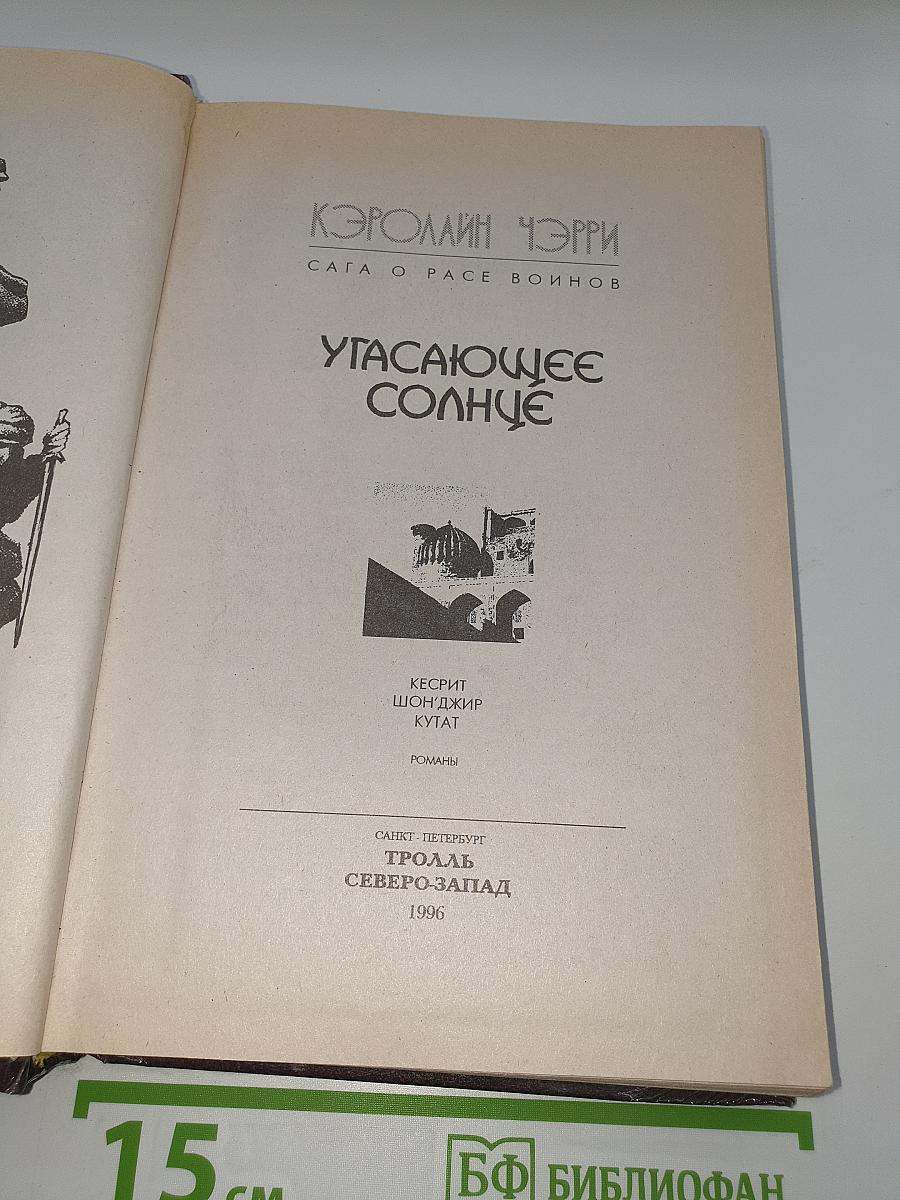 КЭРОЛАЙН ЧЭРРИ
САГА О РАСЕ ВОИНОВ
УГАСАЮЩЕЕ
СОЛНЦЕ
КЕСРИТ
ШОН'ДЖИР
КУТАТ
РОМАНЫ
САНКТ - ПЕТЕРБУРГ
ТРОЛЛЬ
СЕВЕРО-ЗАПАД
1996
15 см
БФ БИБЛИОФАН